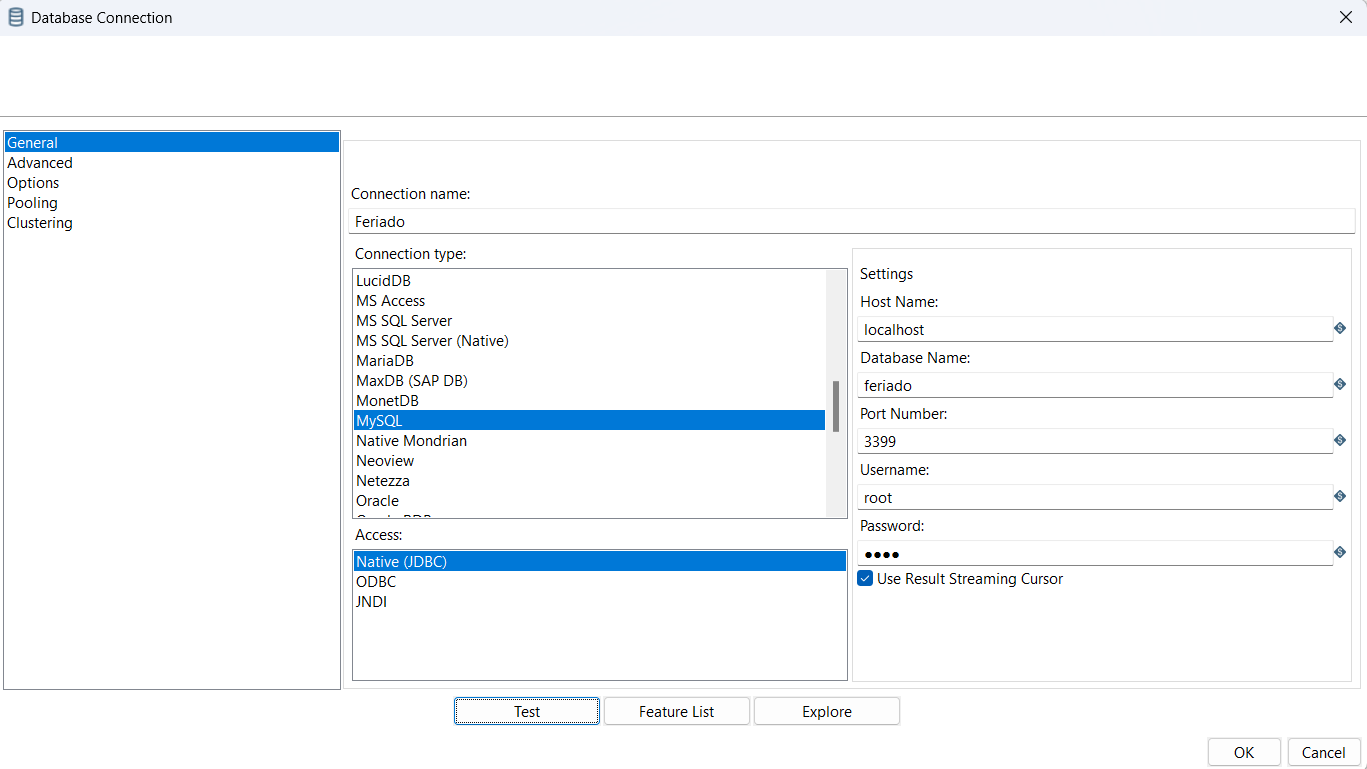 Database Connection
General
Advanced
Options
Pooling
Clustering
Connection name:
Feriado
Connection type:
LucidDB
MS Access
MS SQL Server
MS SQL Server (Native)
MariaDB
MaxDB (SAP DB)
MonetDB
MySQL
Native Mondrian
Neoview
Netezza
Oracle
Access:
Native (JDBC)
ODBC
JNDI
Settings
Host Name:
localhost
Database Name:
feriado
Port Number:
3399
Username:
root
Password:
●●●●
Use Result Streaming Cursor
Test
Feature List
Explore
OK
Cancel